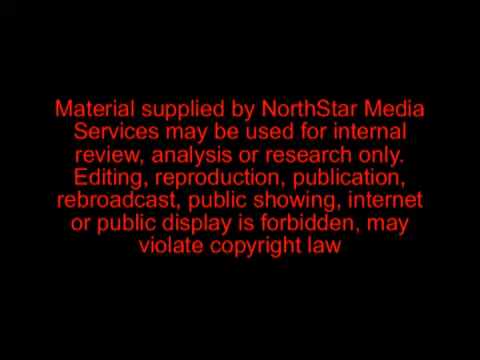 Material supplied by NorthStar Media
Services may be used for internal
review, analysis or research only.
Editing, reproduction, publication,
rebroadcast, public showing, internet
or public display is forbidden, may
violate copyright law